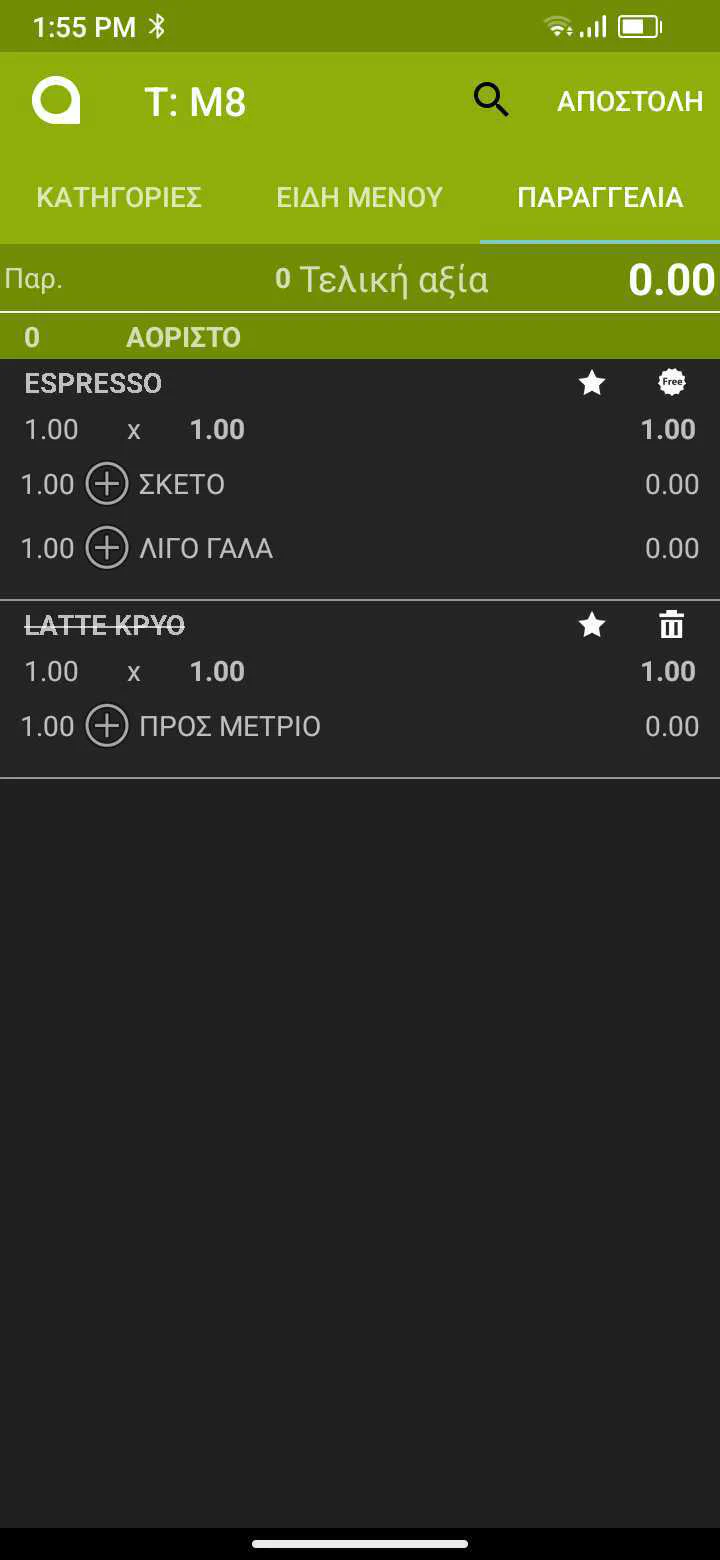 1:55 PM
T: M8 ΑΠΟΣΤΟΛΗ
ΚΑΤΗΓΟΡΙΕΣ ΕΙΔΗ ΜΕΝΟΥ ΠΑΡΑΓΓΕΛΙΑ
Παρ. 0 Τελική αξία 0.00
0 ΑΟΡΙΣΤΟ
ESPRESSO Free
1.00 x 1.00 1.00
1.00 ΣΚΕΤΟ 0.00
1.00 ΛΙΓΟ ΓΑΛΑ 0.00
LATTE ΚΡΥΟ
1.00 x 1.00 1.00
1.00 ΠΡΟΣ ΜΕΤΡΙΟ 0.00